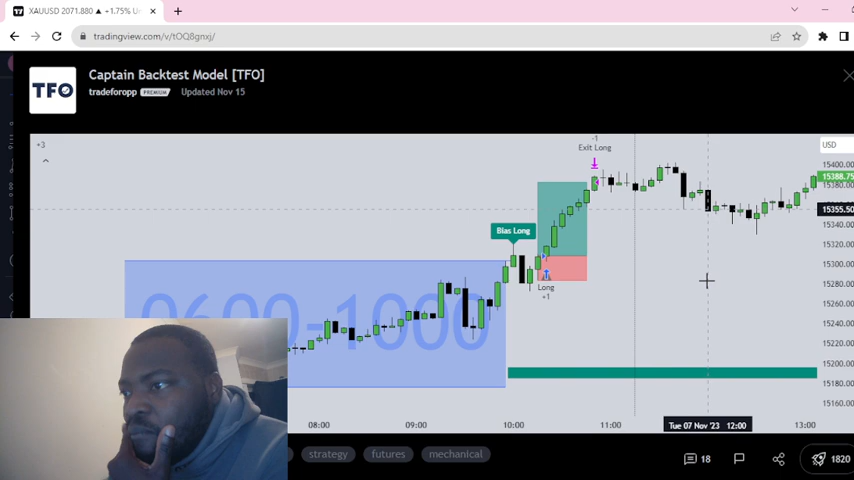 XAUUSD 2071.880 ▲ +1.75% U
tradingview.com/v/tOQ8gnxj/
TFO
Captain Backtest Model [TFO]
tradeforopp PREMIUM Updated Nov 15
+3
USD
-1
Exit Long
15400.00
15388.75
15380.00
15355.50
15340.00
15320.00
15300.00
15280.00
15260.00
15240.00
15220.00
15200.00
15180.00
15160.00
Bias Long
Long
+1
0600-1000
08:00 09:00 10:00 11:00 Tue 07 Nov '23 12:00 13:00
strategy futures mechanical
18 1820